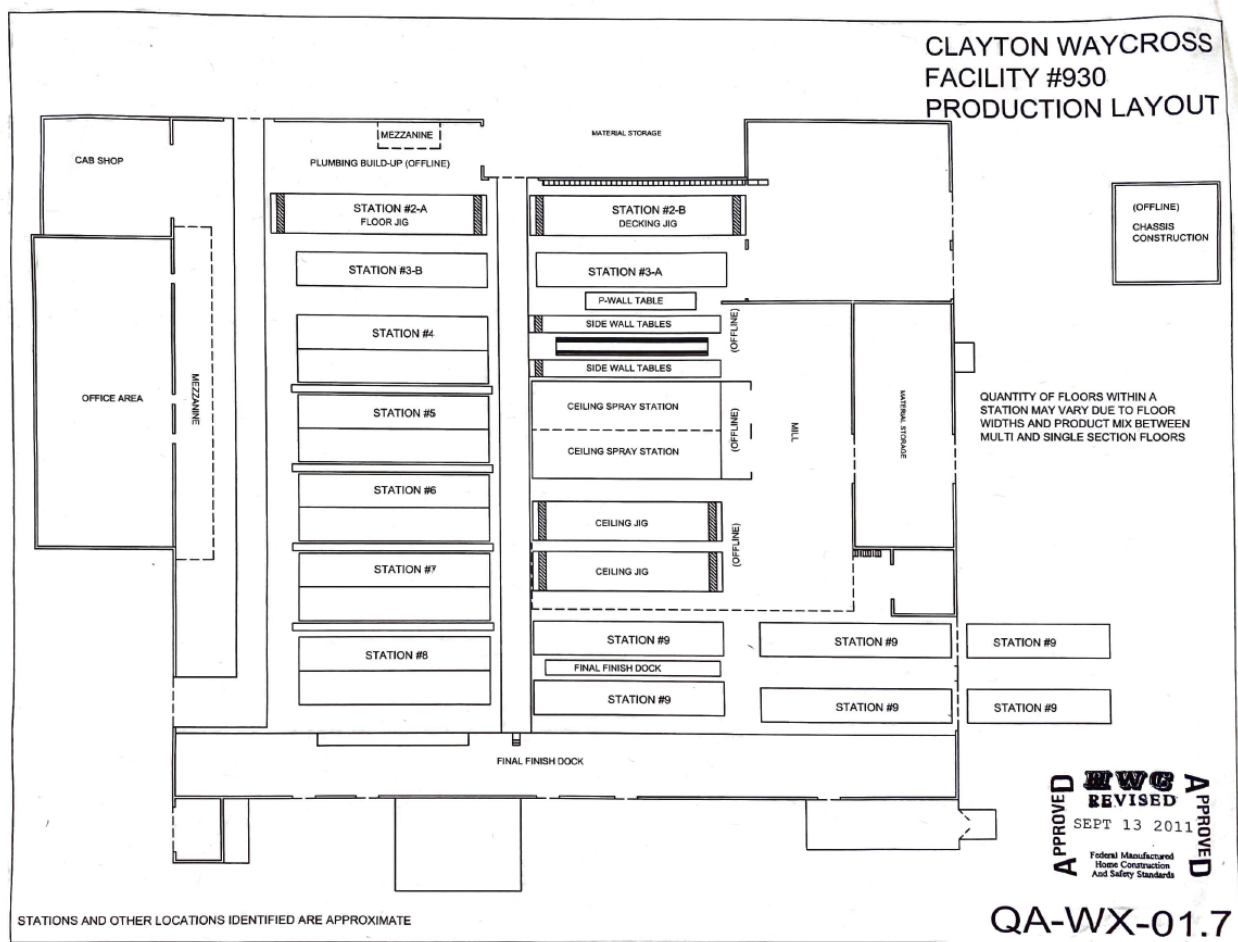 CLAYTON WAYCROSS
FACILITY #930
PRODUCTION LAYOUT
MEZZANINE
MATERIAL STORAGE
CAB SHOP
PLUMBING BUILD-UP (OFFLINE)
STATION #2-A
FLOOR JIG
STATION #2-B
DECKING JIG
(OFFLINE)
CHASSIS
CONSTRUCTION
STATION #3-B
STATION #3-A
P-WALL TABLE
SIDE WALL TABLES
(OFFLINE)
STATION #4
SIDE WALL TABLES
OFFICE AREA
MEZZANINE
STATION #5
CEILING SPRAY STATION
(OFFLINE)
CEILING SPRAY STATION
MILL
MATERIAL STORAGE
QUANTITY OF FLOORS WITHIN A
STATION MAY VARY DUE TO FLOOR
WIDTHS AND PRODUCT MIX BETWEEN
MULTI AND SINGLE SECTION FLOORS
STATION #6
CEILING JIG
(OFFLINE)
STATION #7
CEILING JIG
STATION #8
STATION #9
STATION #9
STATION #9
FINAL FINISH DOCK
STATION #9
STATION #9
STATION #9
FINAL FINISH DOCK
APPROVED
HWC
REVISED
SEPT 13 2011
Federal Manufactured
Home Construction
And Safety Standards
APPROVED
STATIONS AND OTHER LOCATIONS IDENTIFIED ARE APPROXIMATE
QA-WX-01.7